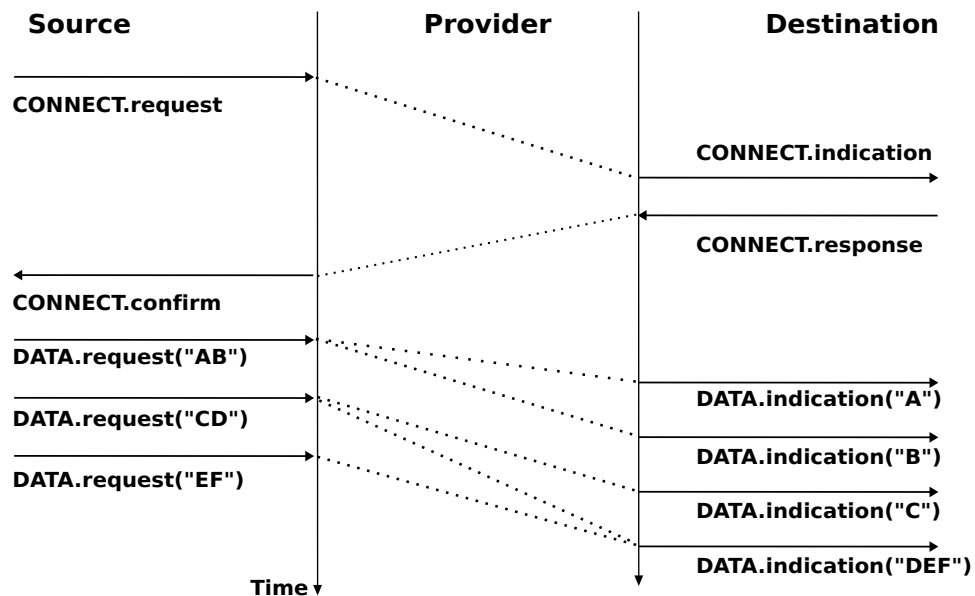 Source Provider Destination
CONNECT.request
CONNECT.indication
CONNECT.response
CONNECT.confirm
DATA.request("AB")
DATA.indication("A")
DATA.request("CD")
DATA.indication("B")
DATA.request("EF")
DATA.indication("C")
DATA.indication("DEF")
Time